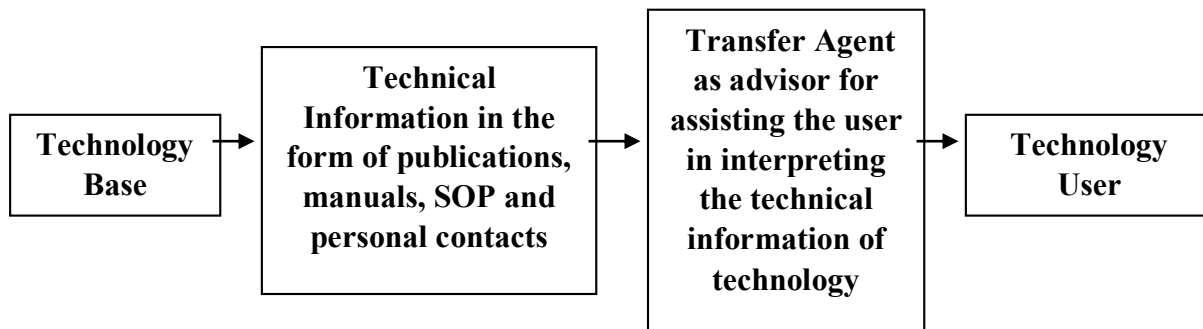 Technology
Base
Technical
Information in the
form of publications,
manuals, SOP and
personal contacts
Transfer Agent
as advisor for
assisting the user
in interpreting
the technical
information of
technology
Technology
User